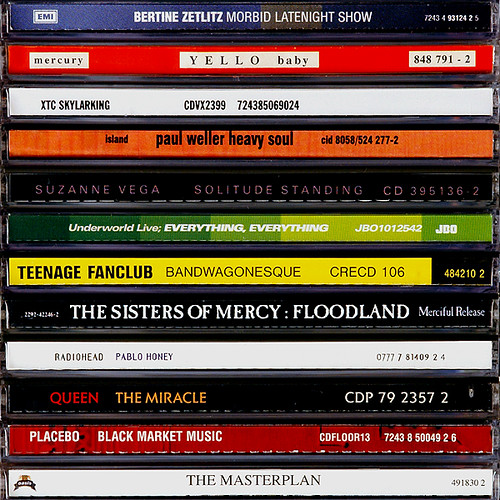 EMI BERTINE ZETLITZ MORBID LATENIGHT SHOW 7243 4 93124 2 5
mercury YELLO baby 848 791 - 2
XTC SKYLARKING CDVX2399 724385069024
island paul weller heavy soul cid 8058/524 277-2
SUZANNE VEGA SOLITUDE STANDING CD 395136-2
Underworld Live; EVERYTHING, EVERYTHING JBO1012542 JBO
TEENAGE FANCLUB BANDWAGONESQUE CRECD 106 484210 2
2292-42246-2 THE SISTERS OF MERCY : FLOODLAND Merciful Release
RADIOHEAD PABLO HONEY 0777 7 81409 2 4
QUEEN THE MIRACLE CDP 79 2357 2
PLACEBO BLACK MARKET MUSIC CDFLOOR13 7243 8 50049 2 6
oasis THE MASTERPLAN 491830 2